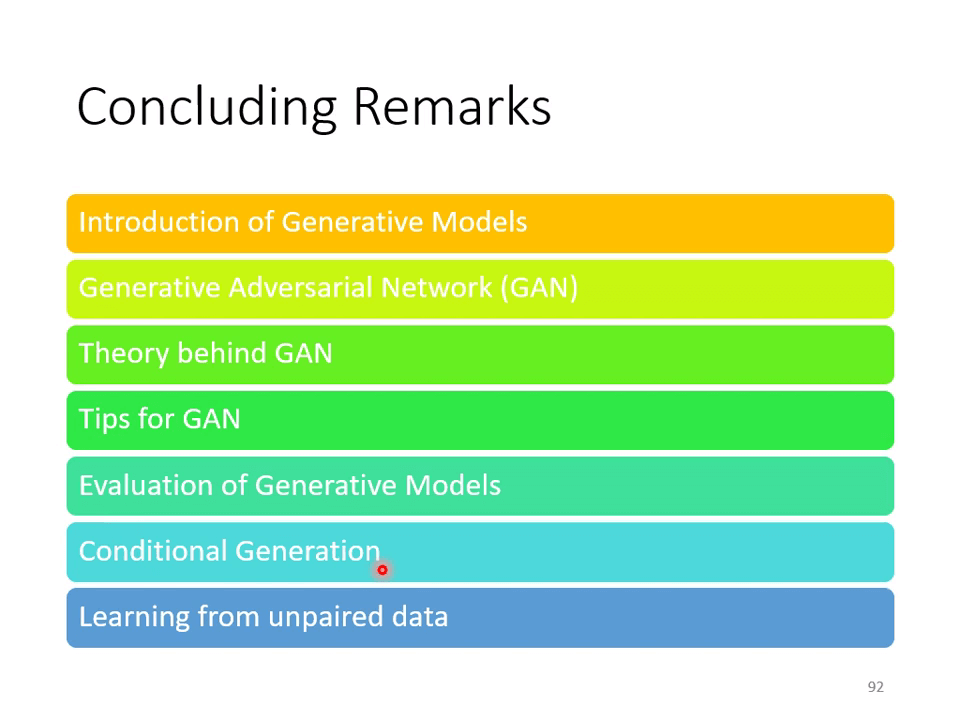 Concluding Remarks
Introduction of Generative Models
Generative Adversarial Network (GAN)
Theory behind GAN
Tips for GAN
Evaluation of Generative Models
Conditional Generation
Learning from unpaired data
92